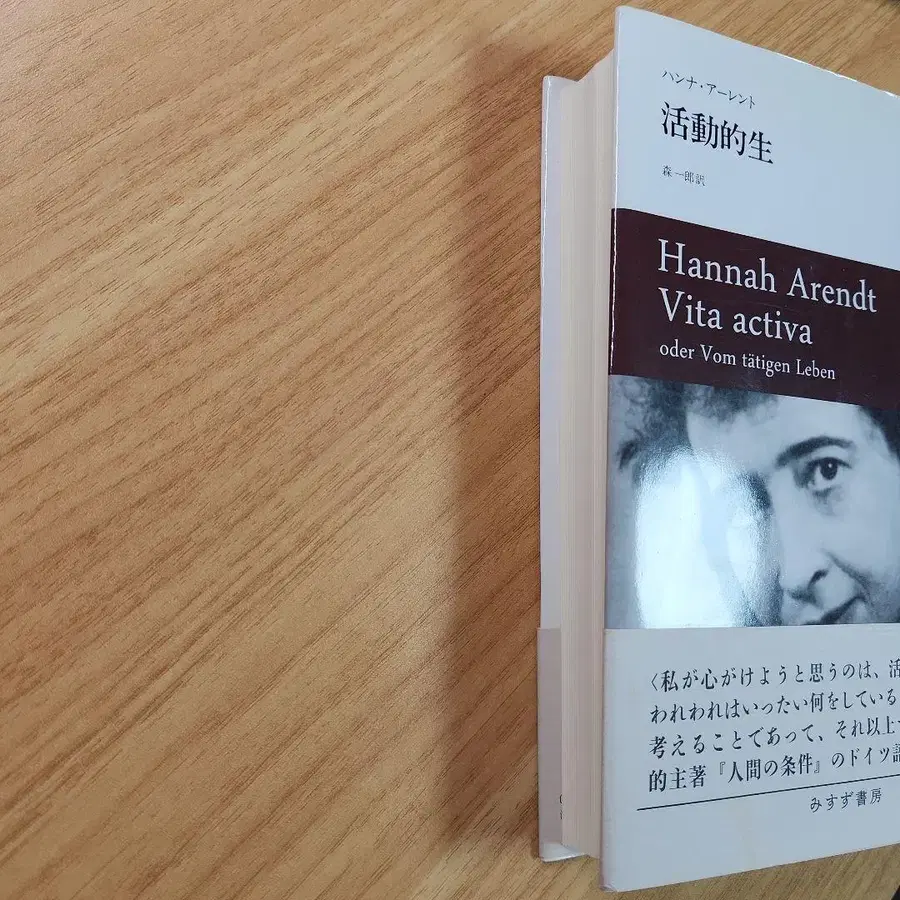 ハンナ・アーレント
活動的生
森一郎訳
Hannah Arendt
Vita activa
oder Vom tätigen Leben
〈私が心がけようと思うのは、活
われわれはいったい何をしている
考えることであって、それ以上
的主著『人間の条件』のドイツ語
みすず書房